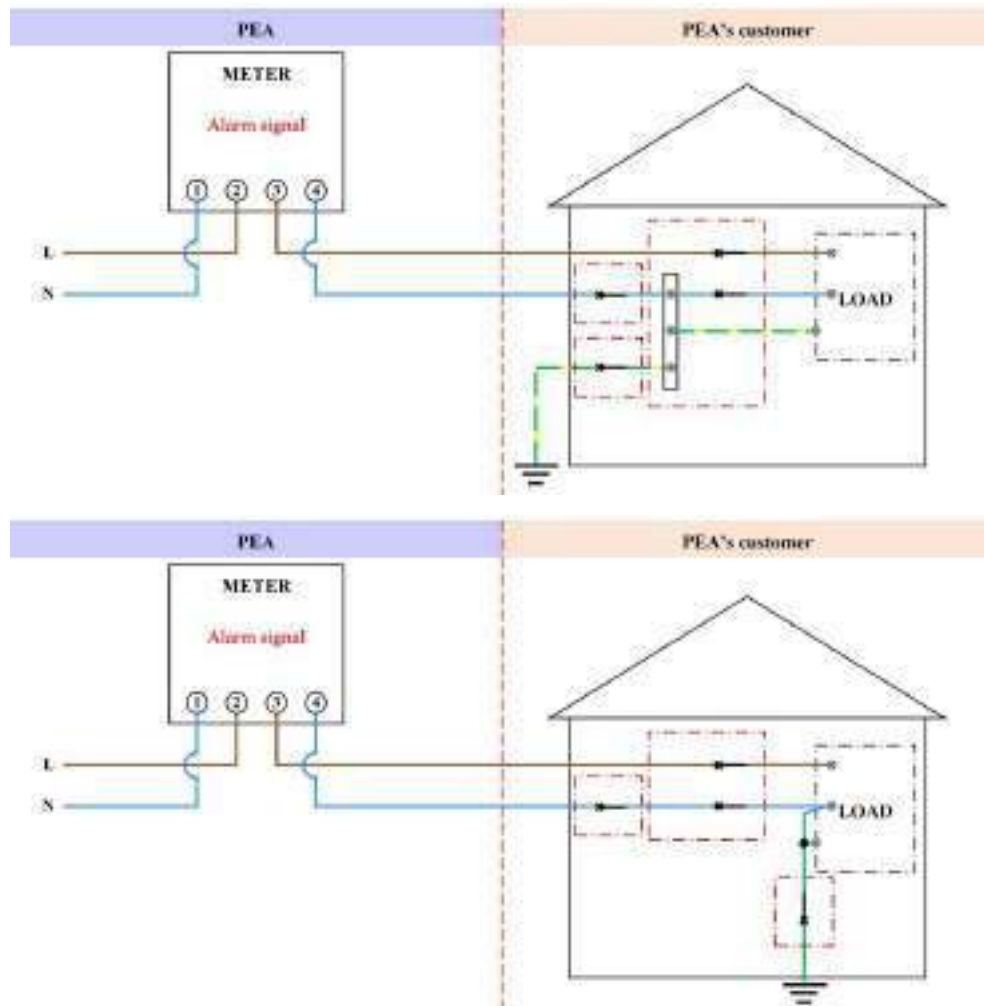 PEA PEA's customer
METER
Alarm signal
1 2 3 4
L
N
LOAD
PEA PEA's customer
METER
Alarm signal
1 2 3 4
L
N
LOAD